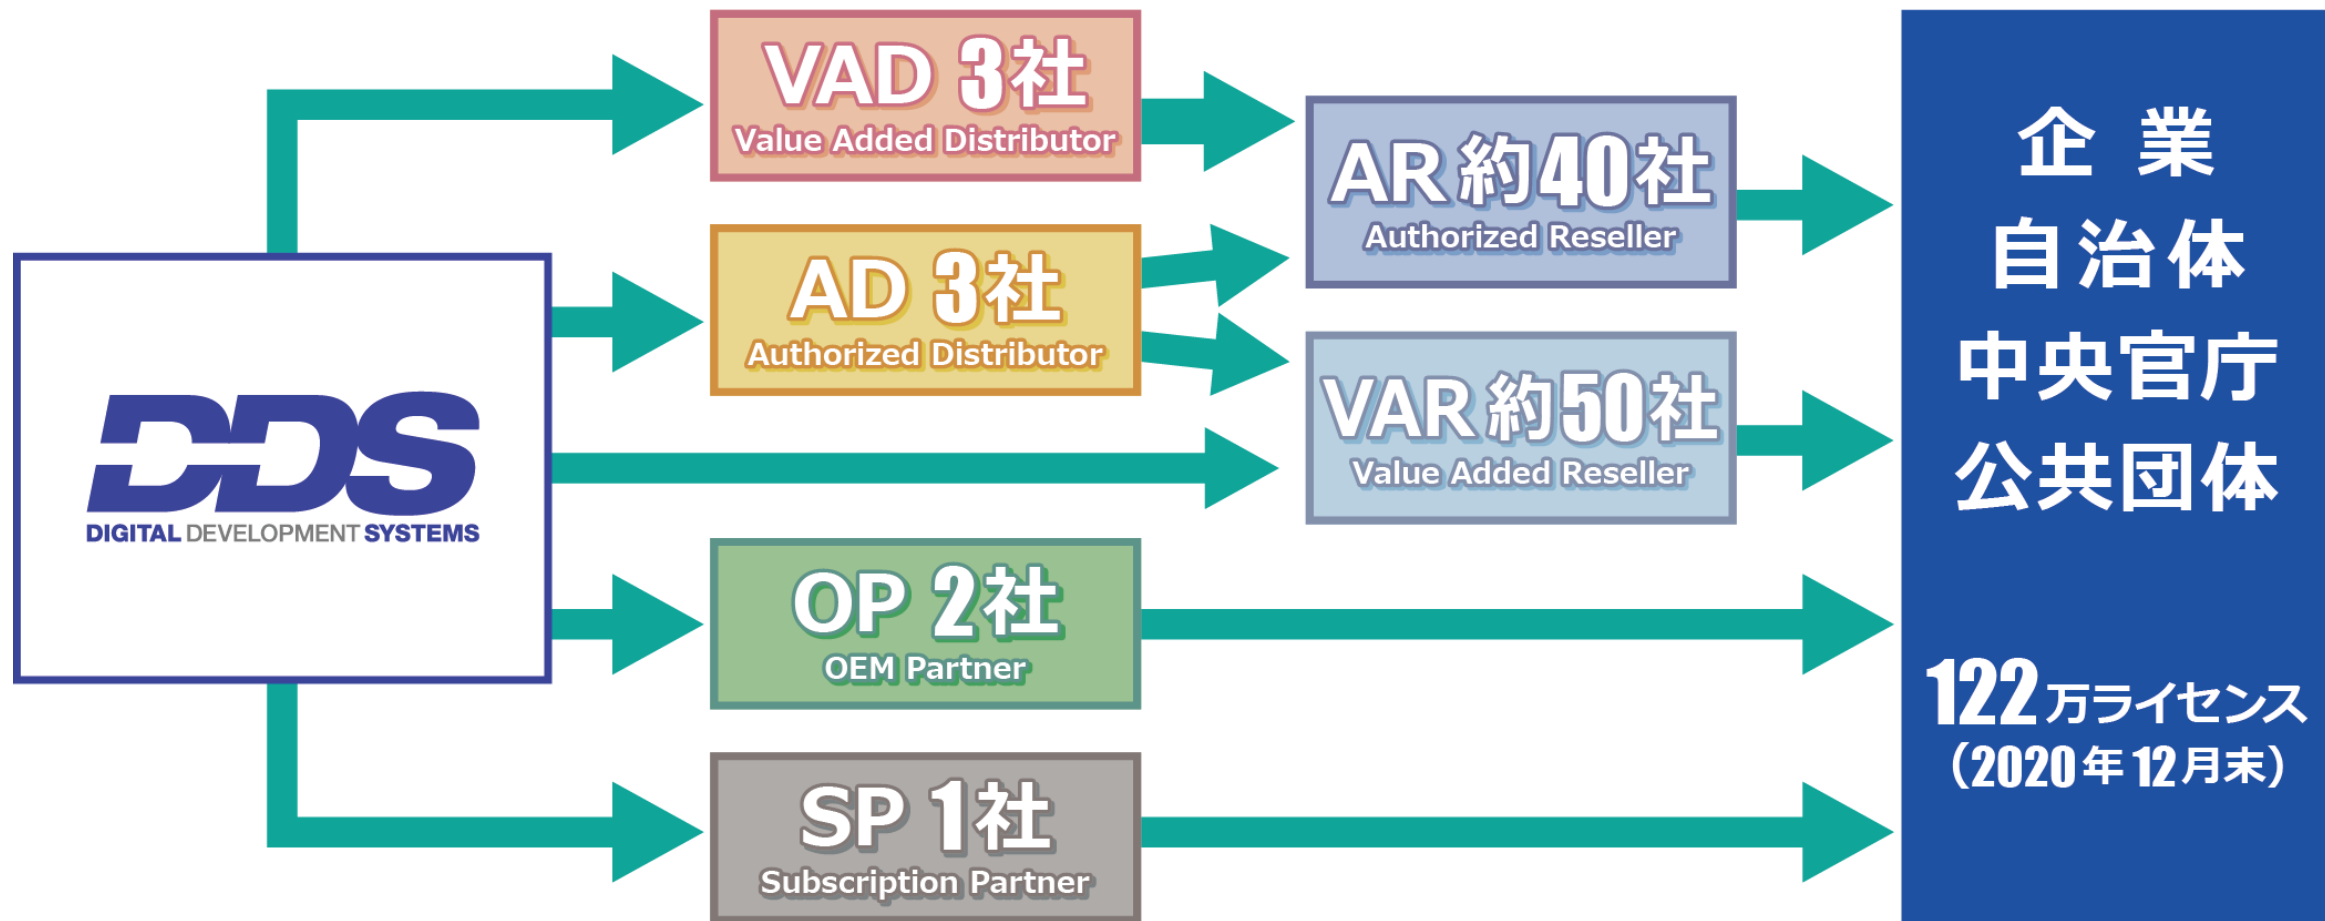 VAD 3社
Value Added Distributor
AD 3社
Authorized Distributor
AR 約40社
Authorized Reseller
VAR 約50社
Value Added Reseller
DDS
DIGITAL DEVELOPMENT SYSTEMS
OP 2社
OEM Partner
SP 1社
Subscription Partner
企業
自治体
中央官庁
公共団体
122万ライセンス
(2020年12月末)